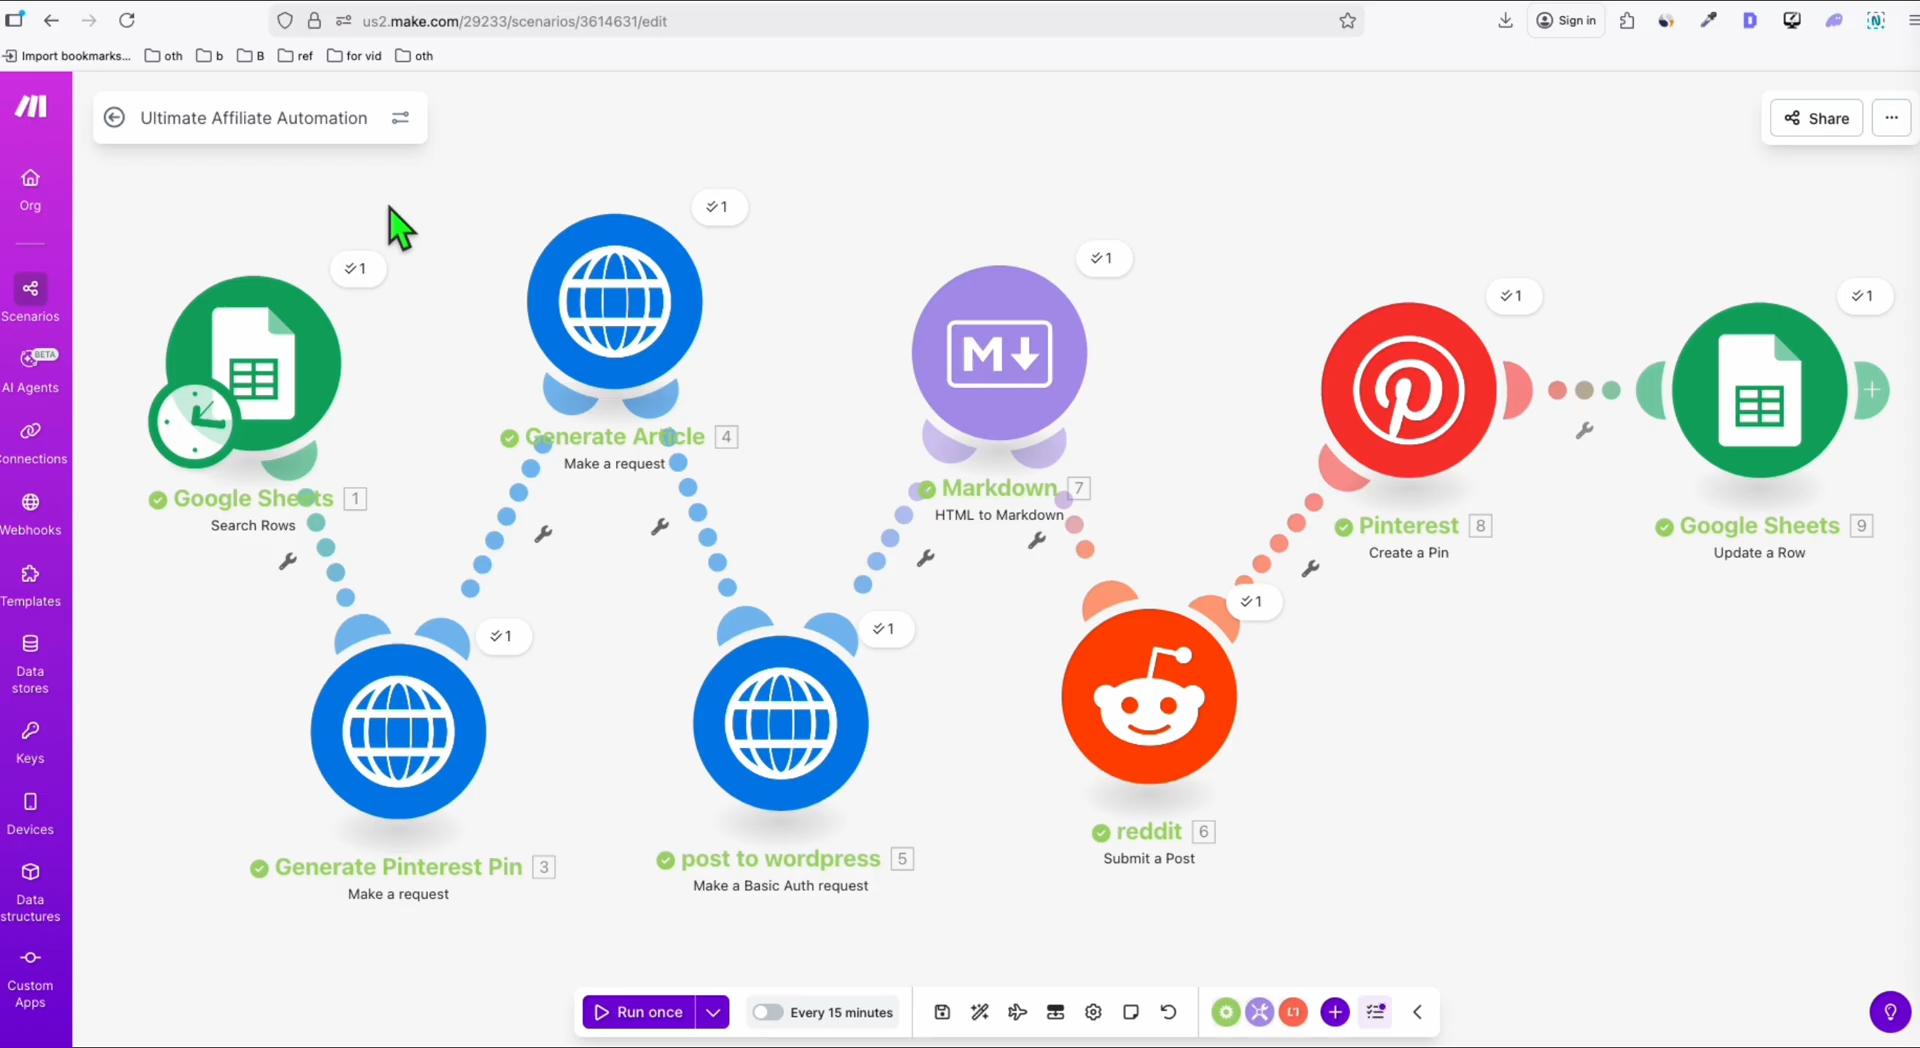 us2.make.com/29233/scenarios/3614631/edit
Sign in
Import bookmarks...
oth
b
B
ref
for vid
oth
Ultimate Affiliate Automation
Share
Org
Scenarios
BETA
AI Agents
Connections
Webhooks
Templates
Data
stores
Keys
Devices
Data
structures
Custom
Apps
1
Google Sheets 1
Search Rows
1
Generate Article 4
Make a request
1
M
Markdown 7
HTML to Markdown
1
Pinterest 8
Create a Pin
1
Google Sheets 9
Update a Row
1
Generate Pinterest Pin 3
Make a request
1
post to wordpress 5
Make a Basic Auth request
1
reddit 6
Submit a Post
Run once
Every 15 minutes